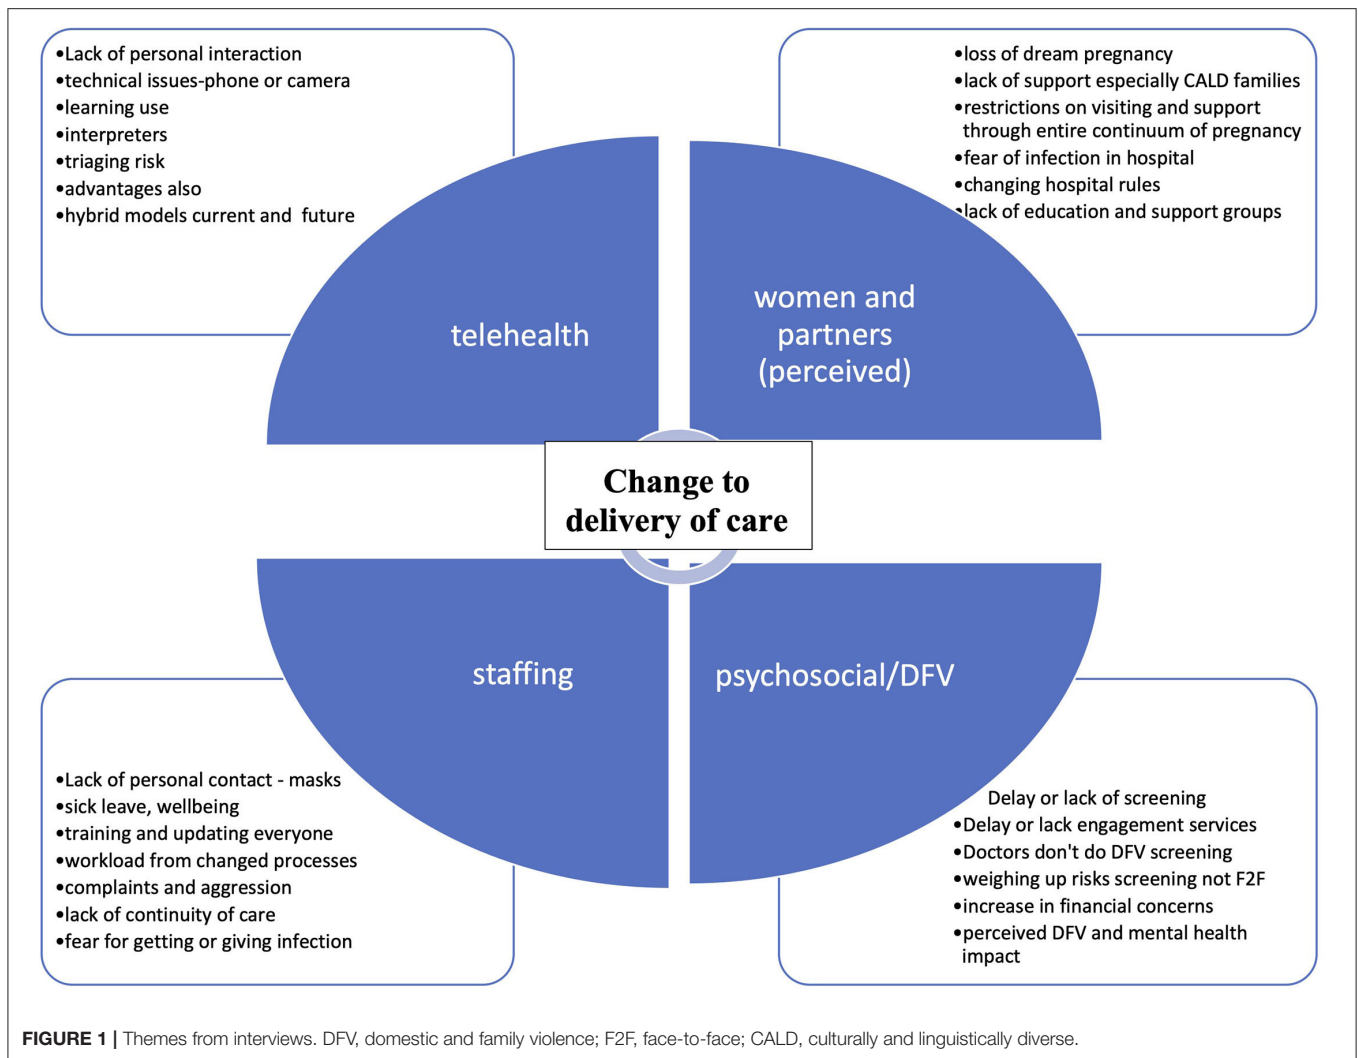 •Lack of personal interaction
•technical issues-phone or camera
•learning use
•interpreters
•triaging risk
•advantages also
•hybrid models current and future
•loss of dream pregnancy
•lack of support especially CALD families
•restrictions on visiting and support
through entire continuum of pregnancy
•fear of infection in hospital
•changing hospital rules
•lack of education and support groups
telehealth
women and
partners
(perceived)
Change to
delivery of care
staffing
psychosocial/DFV
•Lack of personal contact - masks
•sick leave, wellbeing
•training and updating everyone
•workload from changed processes
•complaints and aggression
•lack of continuity of care
•fear for getting or giving infection
Delay or lack of screening
•Delay or lack engagement services
•Doctors don't do DFV screening
•weighing up risks screening not F2F
•increase in financial concerns
•perceived DFV and mental health
impact
FIGURE 1 | Themes from interviews. DFV, domestic and family violence; F2F, face-to-face; CALD, culturally and linguistically diverse.